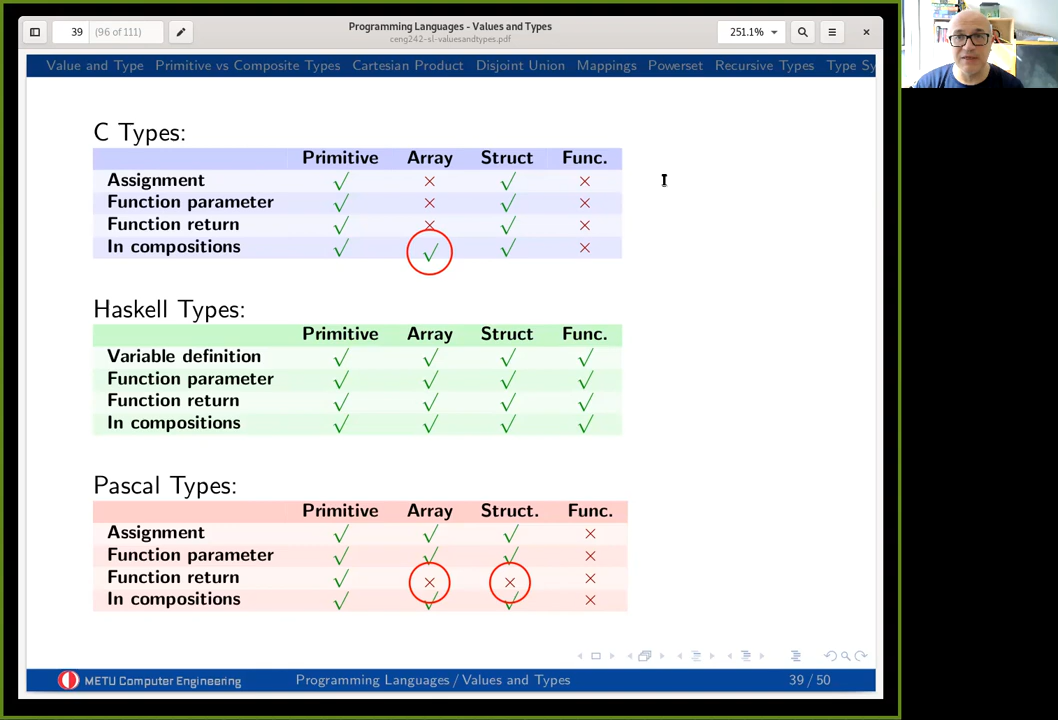 Programming Languages - Values and Types
ceng242-sl-valuesandtypes.pdf
39 (96 of 111) 251.1%
Value and Type Primitive vs Composite Types Cartesian Product Disjoint Union Mappings Powerset Recursive Types Type Sy
C Types:
Primitive Array Struct Func.
Assignment √ × √ ×
Function parameter √ × √ ×
Function return √ × √ ×
In compositions √ √ √ ×
Haskell Types:
Primitive Array Struct Func.
Variable definition √ √ √ √
Function parameter √ √ √ √
Function return √ √ √ √
In compositions √ √ √ √
Pascal Types:
Primitive Array Struct. Func.
Assignment √ √ √ ×
Function parameter √ √ √ ×
Function return √ × × ×
In compositions √ √ √ ×
METU Computer Engineering Programming Languages / Values and Types 39 / 50